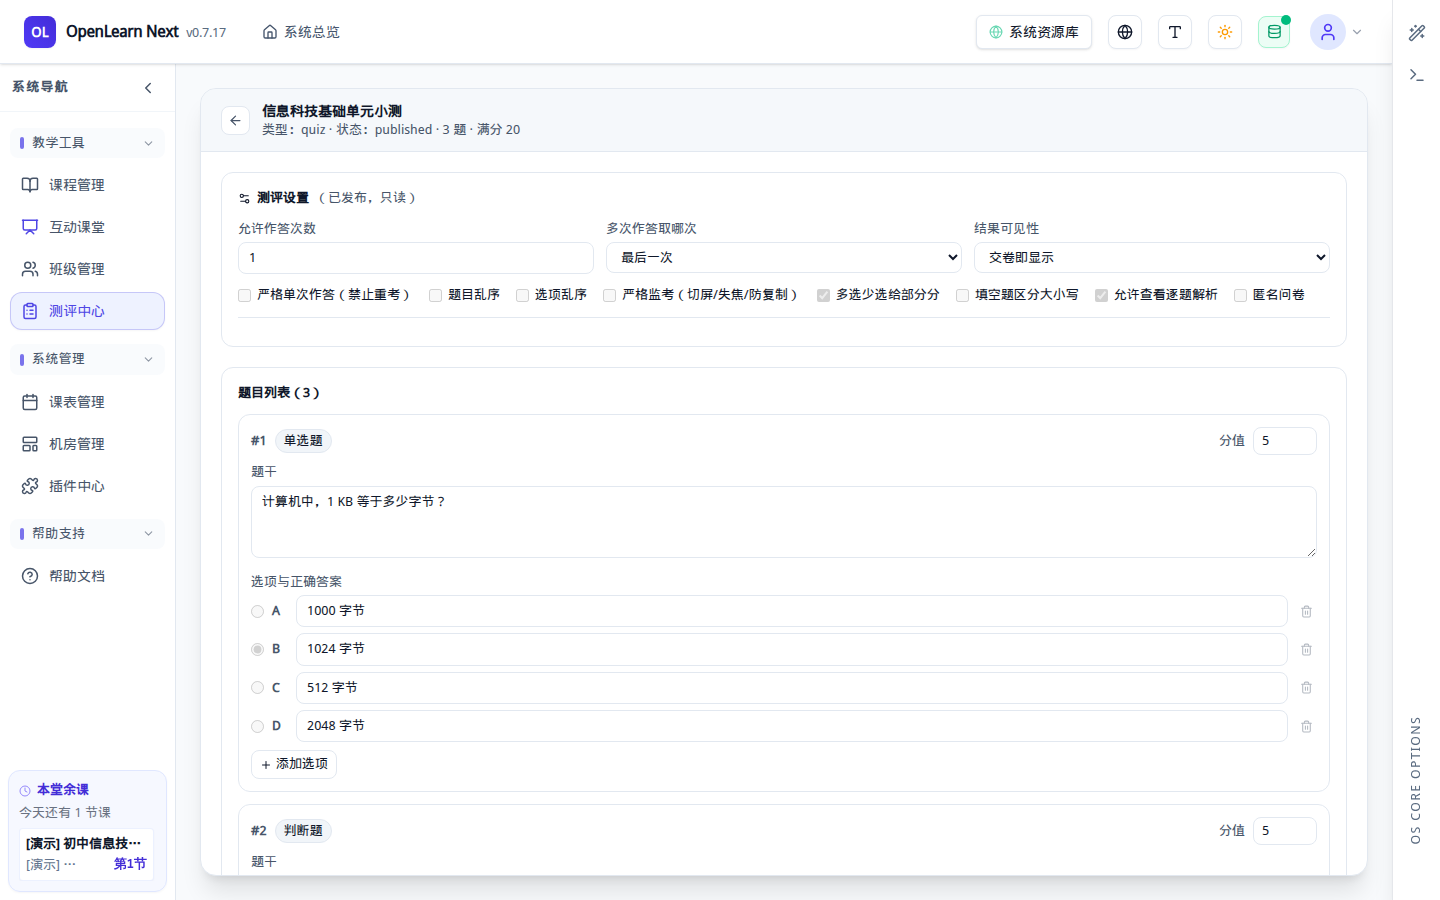 OL OpenLearn Next v0.7.17 系统总览 系统资源库
系统导航
教学工具
课程管理
互动课堂
班级管理
测评中心
系统管理
课表管理
机房管理
插件中心
帮助支持
帮助文档
本堂余课
今天还有 1 节课
[演示] 初中信息技…
[演示] … 第1节
信息科技基础单元小测
类型：quiz · 状态：published · 3 题 · 满分 20
测评设置 （已发布，只读）
允许作答次数 多次作答取哪次 结果可见性
1 最后一次 交卷即显示
严格单次作答（禁止重考） 题目乱序 选项乱序 严格监考（切屏/失焦/防复制） 多选少选给部分分 填空题区分大小写 允许查看逐题解析 匿名问卷
题目列表（3）
#1 单选题 分值 5
题干
计算机中，1 KB 等于多少字节？
选项与正确答案
A 1000 字节
B 1024 字节
C 512 字节
D 2048 字节
+ 添加选项
#2 判断题 分值 5
题干
OS CORE OPTIONS